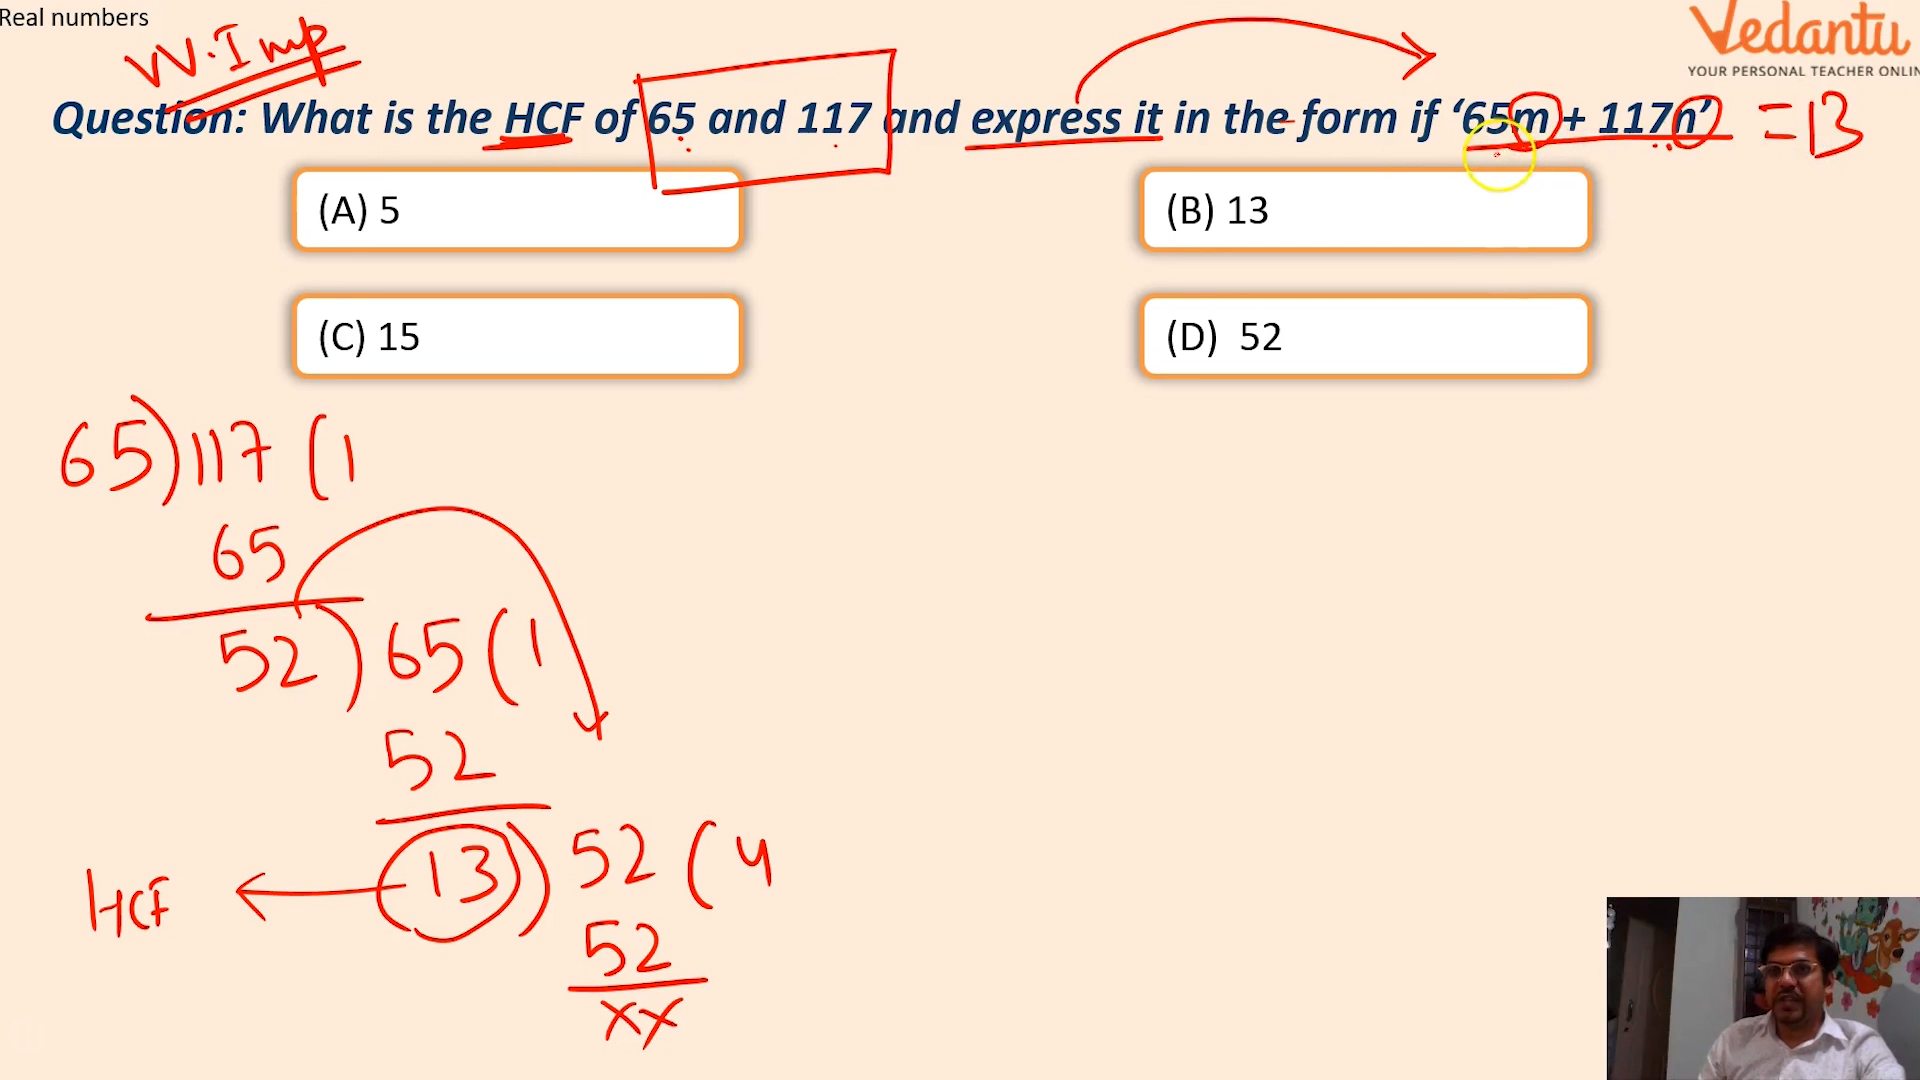 Real numbers
Vedantu
YOUR PERSONAL TEACHER ONLIN
VV.Imp
Question: What is the HCF of 65 and 117 and express it in the form if ‘65m + 117n’ = 13
(A) 5
(B) 13
(C) 15
(D) 52
65)117(1
65
52)65(1
52
HCF ← 13)52(4
52
xx